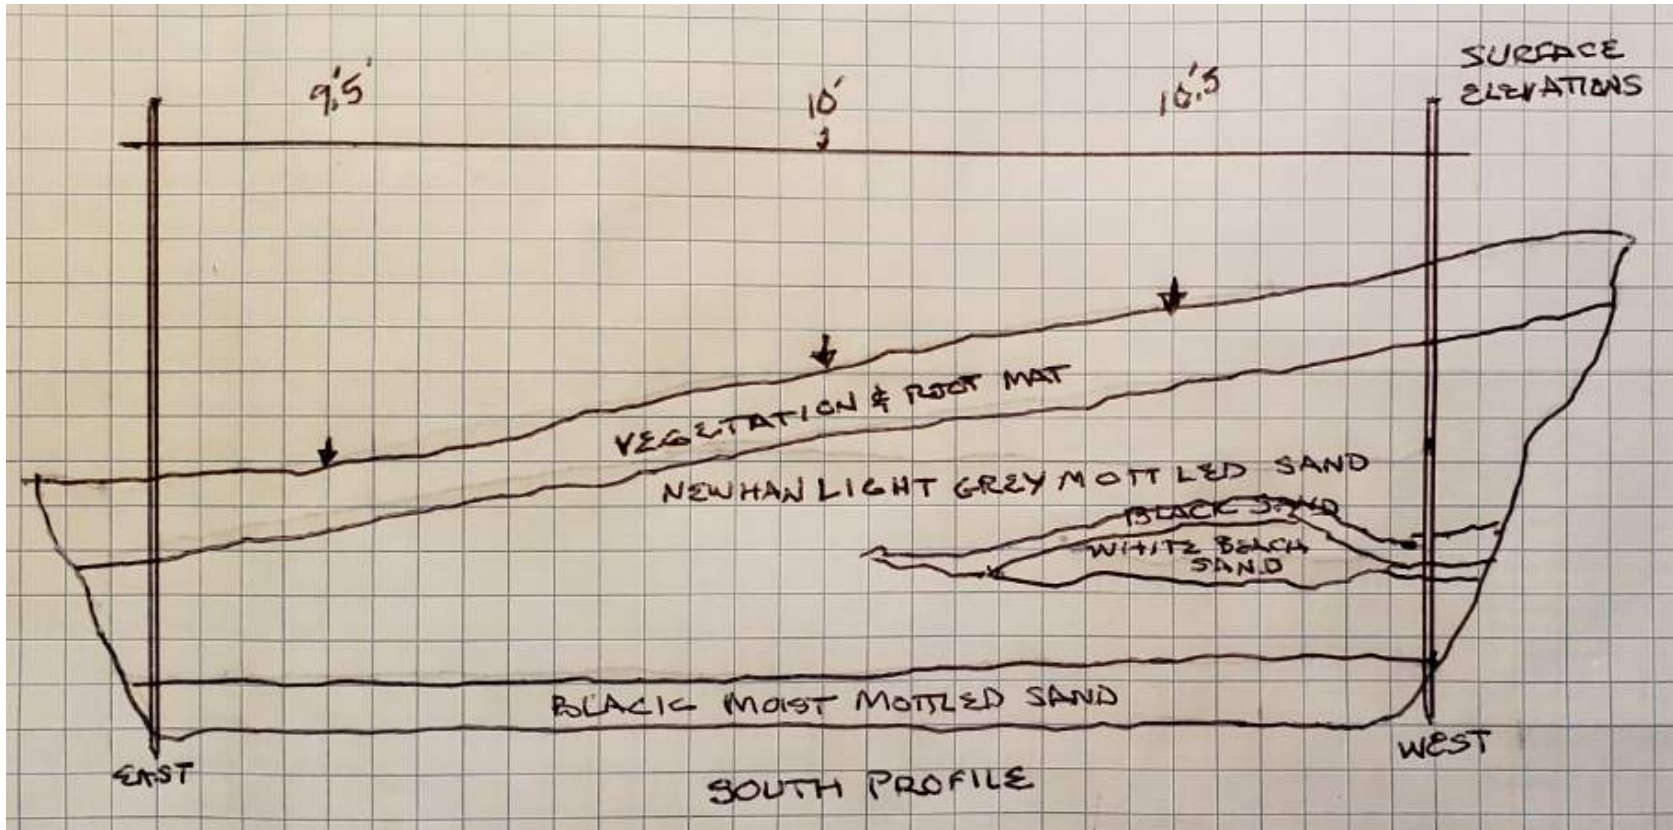 SURFACE
ELEVATIONS
9.5'
10'
10.5
VEGETATION & ROOT MAT
NEWHAN LIGHT GREY MOTTLED SAND
BLACK SAND
WHITE BEACH
SAND
BLACK MOIST MOTTLED SAND
EAST
WEST
SOUTH PROFILE